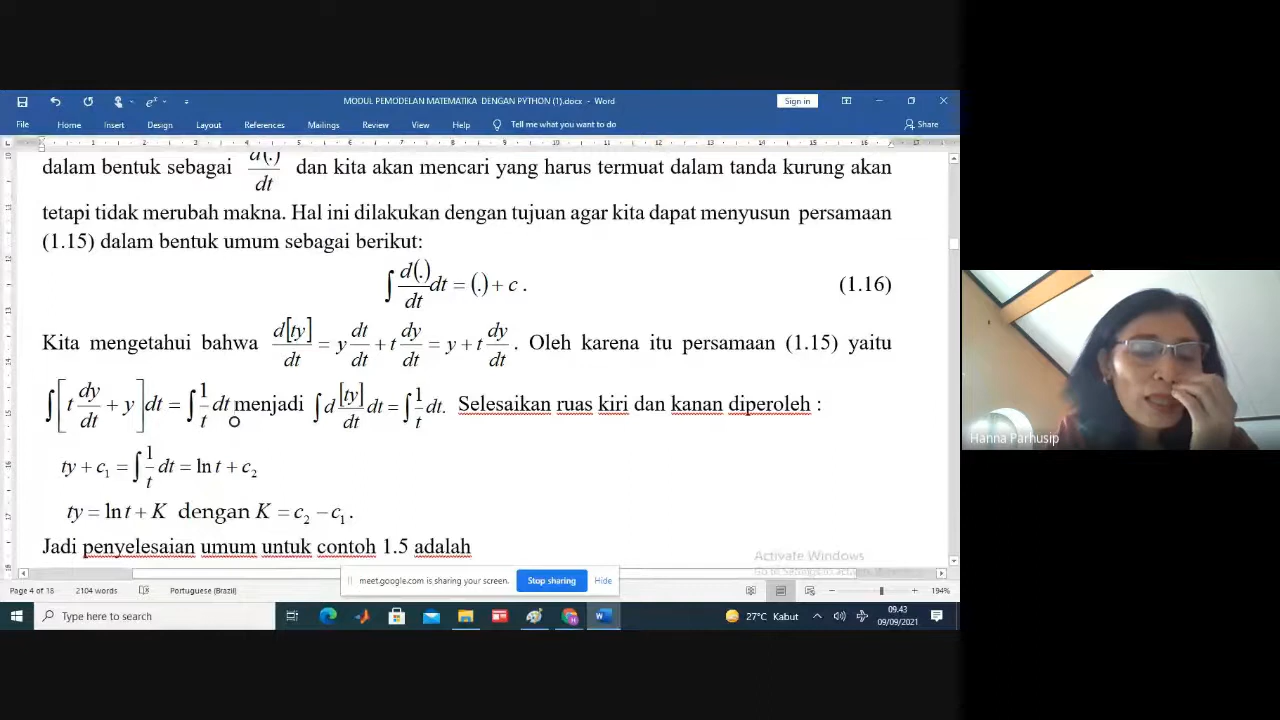 MODUL PEMODELAN MATEMATIKA DENGAN PYTHON (1).docx - Word
Sign in
File Home Insert Design Layout References Mailings Review View Help Tell me what you want to do Share
dalam bentuk sebagai d(.)/dt dan kita akan mencari yang harus termuat dalam tanda kurung akan
tetapi tidak merubah makna. Hal ini dilakukan dengan tujuan agar kita dapat menyusun persamaan
(1.15) dalam bentuk umum sebagai berikut:
∫ d(.)/dt dt = (.) + c . (1.16)
Kita mengetahui bahwa d[ty]/dt = y dt/dt + t dy/dt = y + t dy/dt . Oleh karena itu persamaan (1.15) yaitu
∫ [t dy/dt + y] dt = ∫ 1/t dt menjadi ∫ d [ty]/dt dt = ∫ 1/t dt. Selesaikan ruas kiri dan kanan diperoleh :
ty + c₁ = ∫ 1/t dt = ln t + c₂
ty = ln t + K dengan K = c₂ − c₁ .
Jadi penyelesaian umum untuk contoh 1.5 adalah
Activate Windows
meet.google.com is sharing your screen. Stop sharing Hide
Page 4 of 18 2104 words Portuguese (Brazil) 194%
Type here to search
27°C Kabut
09.43
09/09/2021
Hanna Parhusip